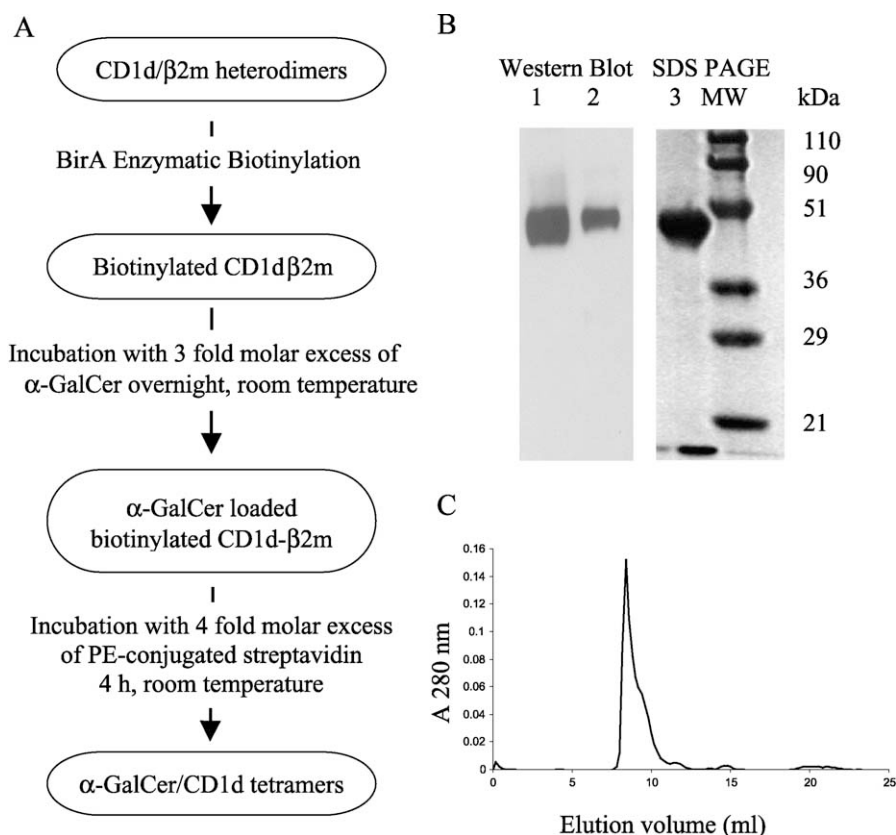 A
CD1d/β2m heterodimers
BirA Enzymatic Biotinylation
Biotinylated CD1dβ2m
Incubation with 3 fold molar excess of
α-GalCer overnight, room temperature
α-GalCer loaded
biotinylated CD1d-β2m
Incubation with 4 fold molar excess
of PE-conjugated streptavidin
4 h, room temperature
α-GalCer/CD1d tetramers
B
Western Blot SDS PAGE
1 2 3 MW kDa
110
90
51
36
29
21
C
0.16
0.14
0.12
0.1
0.08
0.06
0.04
0.02
0
0 5 10 15 20 25
A 280 nm
Elution volume (ml)